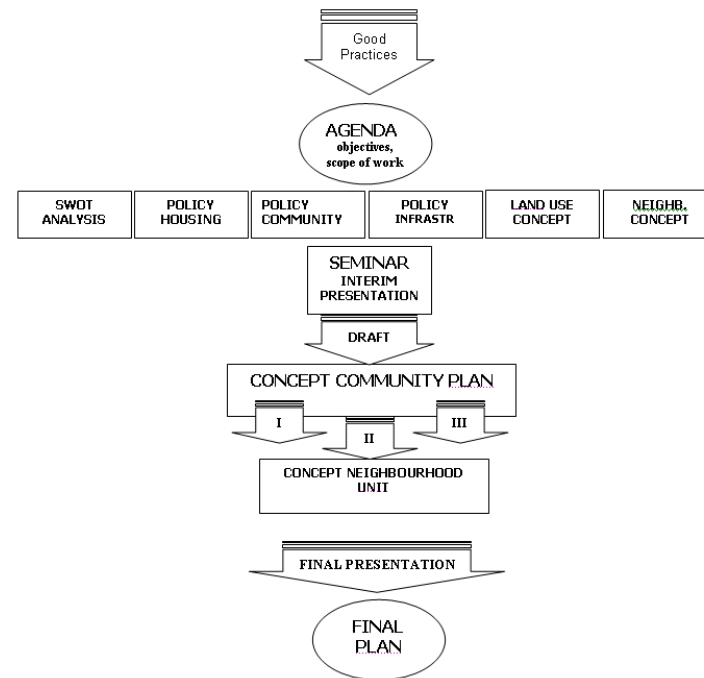 Good
Practices
AGENDA
objectives,
scope of work
SWOT
ANALYSIS
POLICY
HOUSING
POLICY
COMMUNITY
POLICY
INFRASTR
LAND USE
CONCEPT
NEIGHB.
CONCEPT
SEMINAR
INTERIM
PRESENTATION
DRAFT
CONCEPT COMMUNITY PLAN
I
II
III
CONCEPT NEIGHBOURHOOD
UNIT
FINAL PRESENTATION
FINAL
PLAN